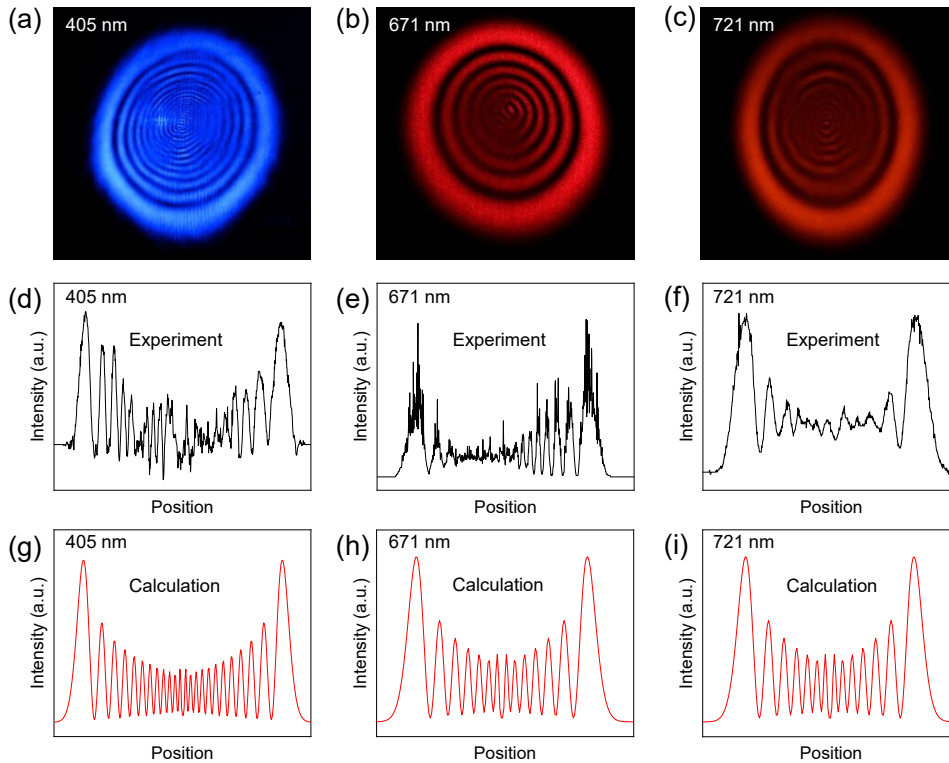 (a) 405 nm
(b) 671 nm
(c) 721 nm
(d) 405 nm
Experiment
Intensity (a.u.)
Position
(e) 671 nm
Experiment
Intensity (a.u.)
Position
(f) 721 nm
Experiment
Intensity (a.u.)
Position
(g) 405 nm
Calculation
Intensity (a.u.)
Position
(h) 671 nm
Calculation
Intensity (a.u.)
Position
(i) 721 nm
Calculation
Intensity (a.u.)
Position